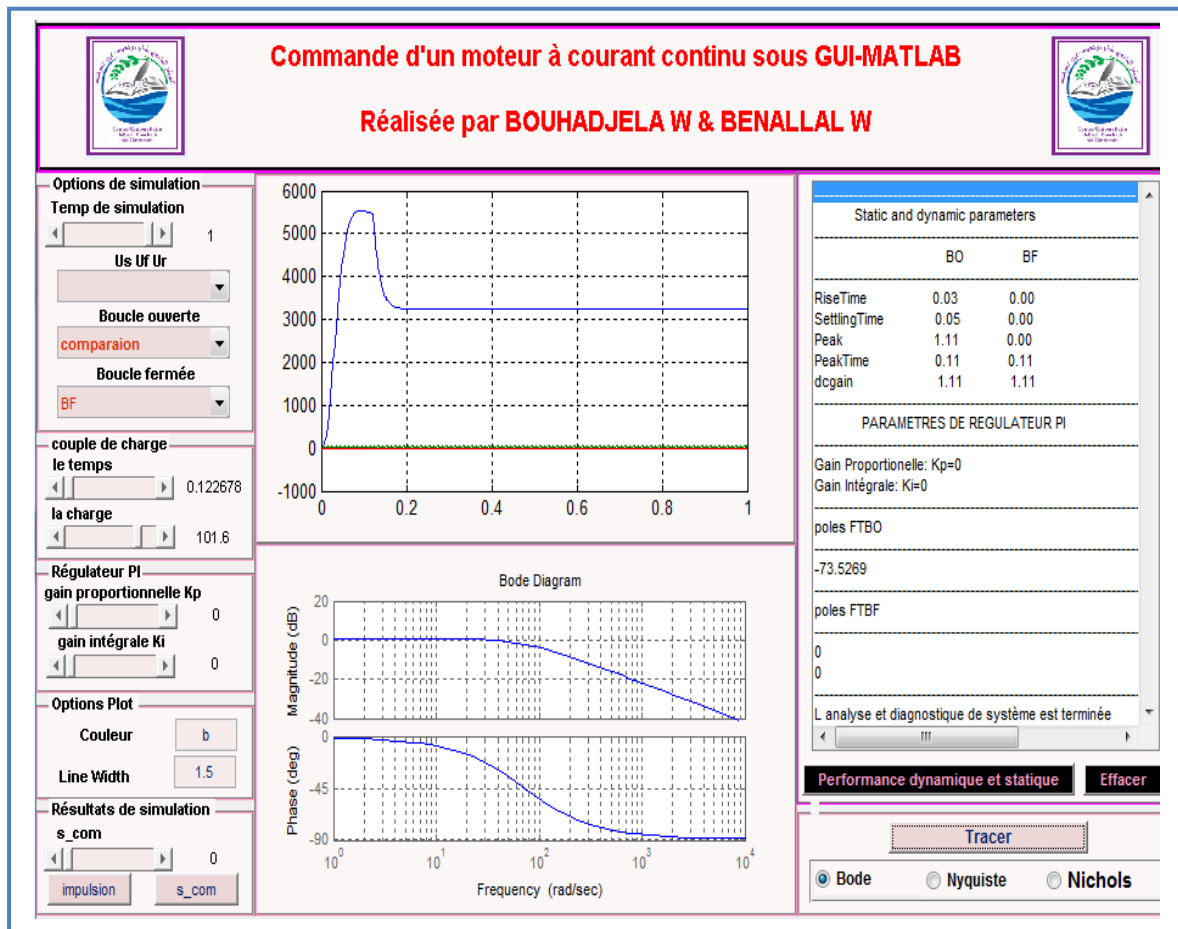 Commande d'un moteur à courant continu sous GUI-MATLAB
Réalisée par BOUHADJELA W & BENALLAL W
Options de simulation
Temp de simulation
1
Us Uf Ur
Boucle ouverte
comparaion
Boucle fermée
BF
couple de charge
le temps
0.122678
la charge
101.6
Régulateur PI
gain proportionnelle Kp
0
gain intégrale Ki
0
Options Plot
Couleur b
Line Width 1.5
Résultats de simulation
s_com
0
impulsion s_com
6000
5000
4000
3000
2000
1000
0
-1000
0 0.2 0.4 0.6 0.8 1
Bode Diagram
Magnitude (dB)
20
0
-20
-40
Phase (deg)
0
-45
-90
10^0 10^1 10^2 10^3 10^4
Frequency (rad/sec)
Static and dynamic parameters
BO BF
RiseTime 0.03 0.00
SettlingTime 0.05 0.00
Peak 1.11 0.00
PeakTime 0.11 0.11
dcgain 1.11 1.11
PARAMETRES DE REGULATEUR PI
Gain Proportionelle: Kp=0
Gain Intégrale: Ki=0
poles FTBO
-73.5269
poles FTBF
0
0
L analyse et diagnostique de système est terminée
Performance dynamique et statique Effacer
Tracer
Bode Nyquiste Nichols